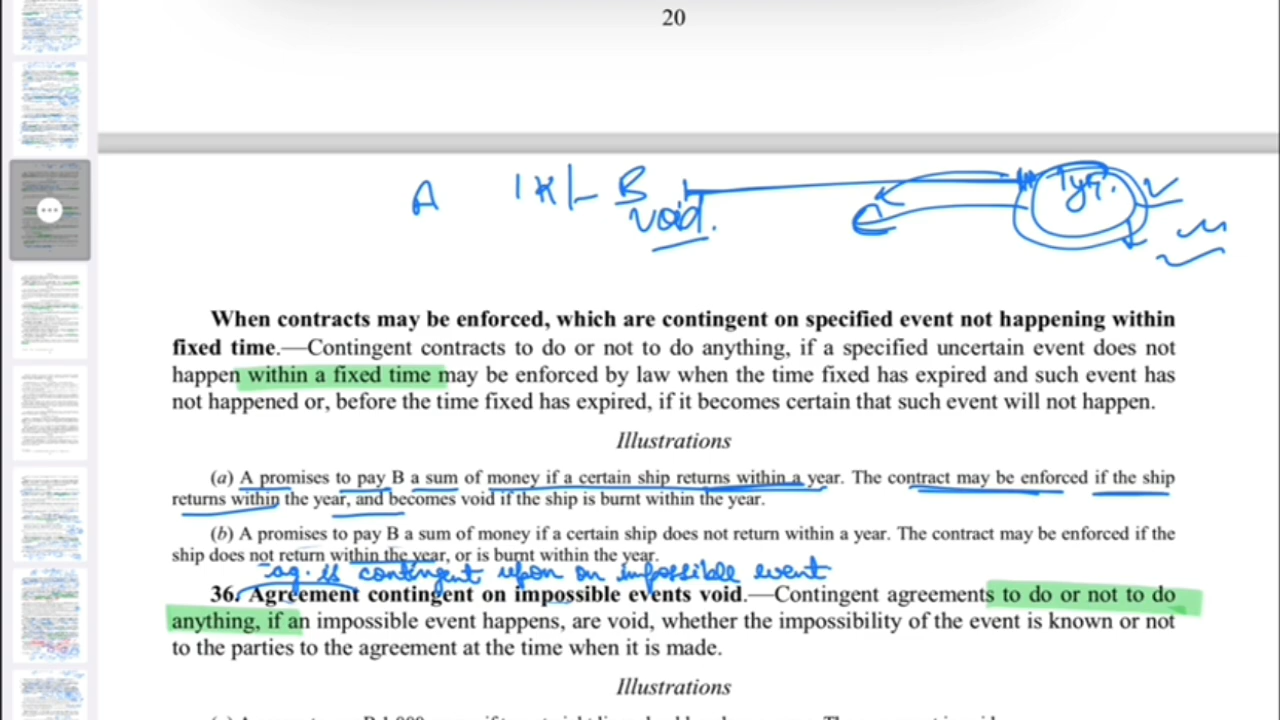 20
A 1K/- B 1yr.
void.
When contracts may be enforced, which are contingent on specified event not happening within
fixed time.—Contingent contracts to do or not to do anything, if a specified uncertain event does not
happen within a fixed time may be enforced by law when the time fixed has expired and such event has
not happened or, before the time fixed has expired, if it becomes certain that such event will not happen.
Illustrations
(a) A promises to pay B a sum of money if a certain ship returns within a year. The contract may be enforced if the ship
returns within the year, and becomes void if the ship is burnt within the year.
(b) A promises to pay B a sum of money if a certain ship does not return within a year. The contract may be enforced if the
ship does not return within the year, or is burnt within the year.
-ag. is contingent upon on impossible event
36. Agreement contingent on impossible events void.—Contingent agreements to do or not to do
anything, if an impossible event happens, are void, whether the impossibility of the event is known or not
to the parties to the agreement at the time when it is made.
Illustrations